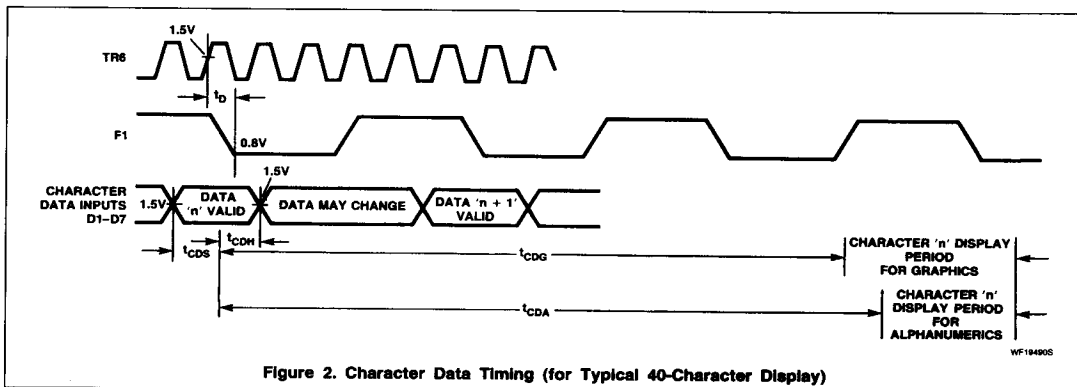 1.5V
TR6
tD
F1
0.8V
1.5V
CHARACTER
DATA INPUTS
D1–D7
1.5V
DATA
'n' VALID
DATA MAY CHANGE
DATA 'n + 1'
VALID
tCDS
tCDH
tCDG
CHARACTER 'n' DISPLAY
PERIOD
FOR GRAPHICS
tCDA
CHARACTER 'n'
DISPLAY PERIOD
FOR
ALPHANUMERICS
WF19490S
Figure 2. Character Data Timing (for Typical 40-Character Display)